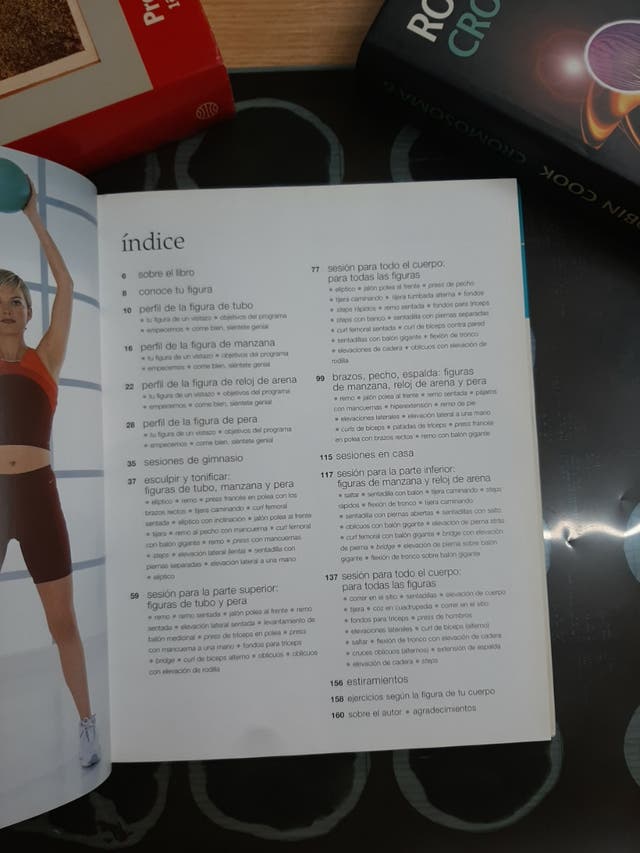 índice
6 sobre el libro
8 conoce tu figura
10 perfil de la figura de tubo
• tu figura de un vistazo • objetivos del programa
• empecemos • come bien, siéntete genial
16 perfil de la figura de manzana
• tu figura de un vistazo • objetivos del programa
• empecemos • come bien, siéntete genial
22 perfil de la figura de reloj de arena
• tu figura de un vistazo • objetivos del programa
• empecemos • come bien, siéntete genial
28 perfil de la figura de pera
• tu figura de un vistazo • objetivos del programa
• empecemos • come bien, siéntete genial
35 sesiones de gimnasio
37 esculpir y tonificar:
figuras de tubo, manzana y pera
• elíptico • remo • press francés en polea con los
brazos rectos • tijera caminando • curl femoral
sentada • elíptico con inclinación • jalón polea al frente
• tijera • remo al pecho con mancuerna • curl femoral
con balón gigante • remo • press con mancuernas
• steps • elevación lateral (lenta) • sentadilla con
piernas separadas • elevación lateral a una mano
• elíptico
59 sesión para la parte superior:
figuras de tubo y pera
• remo • remo sentada • jalón polea al frente • remo
sentada • elevación lateral sentada • levantamiento de
balón medicinal • press de tríceps en polea • press
con mancuerna a una mano • fondos para tríceps
• bridge • curl de bíceps alterno • oblicuos • oblicuos
con elevación de rodilla
77 sesión para todo el cuerpo:
para todas las figuras
• elíptico • jalón polea al frente • press de pecho
• tijera caminando • tijera tumbada alterna • fondos
• steps rápidos • remo sentada • fondos para tríceps
• steps con banco • sentadilla con piernas separadas
• curl femoral sentada • curl de bíceps contra pared
• sentadillas con balón gigante • flexión de tronco
• elevaciones de cadera • oblicuos con elevación de
rodilla
99 brazos, pecho, espalda: figuras
de manzana, reloj de arena y pera
• remo • jalón polea al frente • remo sentada • pájaros
con mancuernas • hiperextensión • remo de pie
• elevaciones laterales • elevación lateral a una mano
• curls de bíceps • patadas de tríceps • press francés
en polea con brazos rectos • remo con balón gigante
115 sesiones en casa
117 sesión para la parte inferior:
figuras de manzana y reloj de arena
• saltar • sentadilla con balón • tijera caminando • steps
rápidos • flexión de tronco • tijera caminando
• sentadilla con piernas abiertas • sentadillas con salto
• oblicuos con balón gigante • elevación de pierna atrás
• curl femoral con balón gigante • bridge con elevación
de pierna • bridge • elevación de pierna sobre balón
gigante • flexión de tronco sobre balón gigante
137 sesión para todo el cuerpo:
para todas las figuras
• correr en el sitio • sentadillas • elevación de cuerpo
• tijera • coz en cuadrupedia • correr en el sitio
• fondos para tríceps • press de hombros
• elevaciones laterales • curl de bíceps (alterno)
• saltar • flexión de tronco con elevación de cadera
• cruces oblicuos (alternos) • extensión de espalda
• elevación de cadera • steps
156 estiramientos
158 ejercicios según la figura de tu cuerpo
160 sobre el autor • agradecimientos
RO
CRO
OBIN COOK CROMOSOMA 6